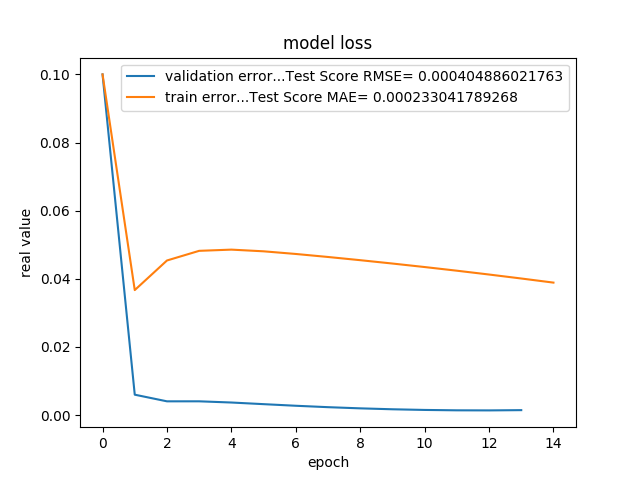 model loss
validation error...Test Score RMSE= 0.000404886021763
train error...Test Score MAE= 0.000233041789268
0.10
0.08
0.06
0.04
0.02
0.00
real value
0 2 4 6 8 10 12 14
epoch